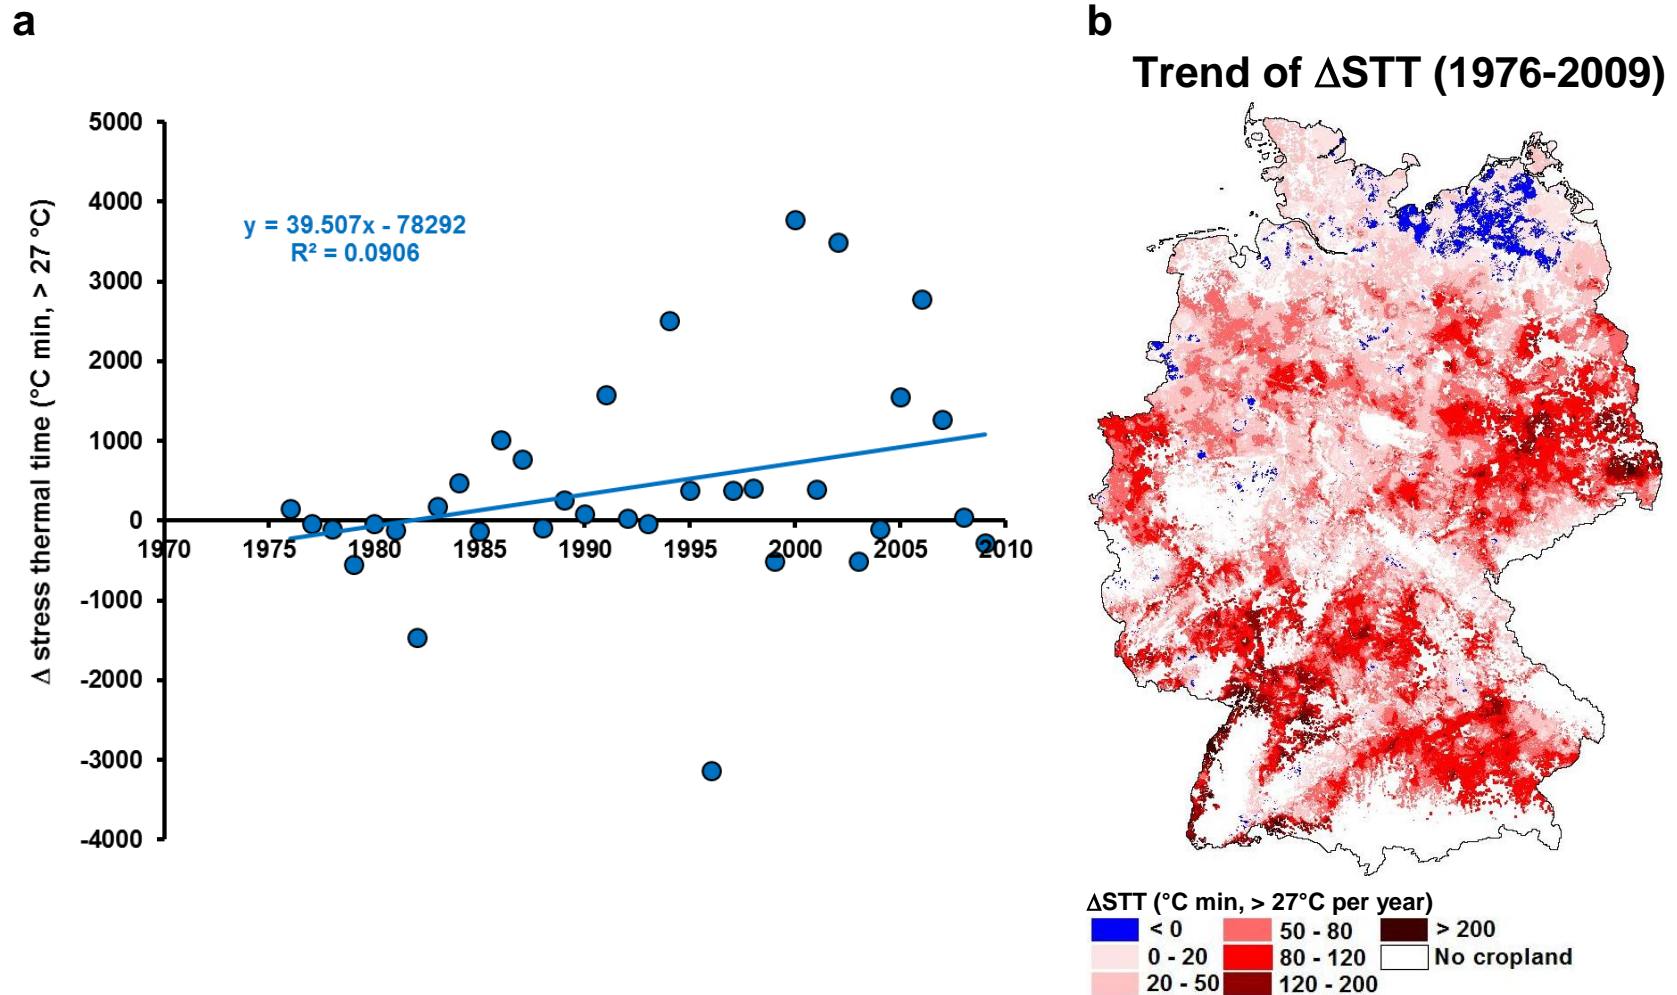 a
b
Trend of ΔSTT (1976-2009)
5000
4000
3000
2000
1000
0
-1000
-2000
-3000
-4000
Δ stress thermal time (°C min, > 27 °C)
y = 39.507x - 78292
R² = 0.0906
1970 1975 1980 1985 1990 1995 2000 2005 2010
ΔSTT (°C min, > 27°C per year)
< 0 50 - 80 > 200
0 - 20 80 - 120 No cropland
20 - 50 120 - 200